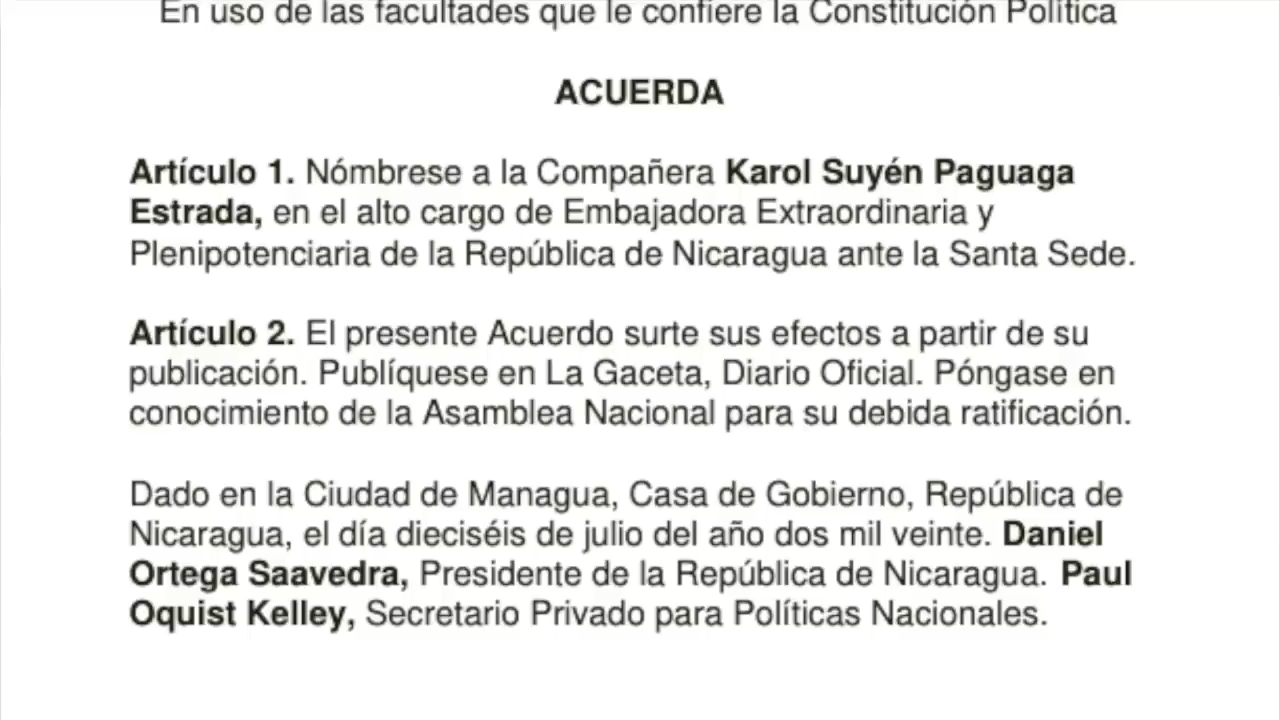 En uso de las facultades que le confiere la Constitución Política
ACUERDA
Artículo 1. Nómbrese a la Compañera Karol Suyén Paguaga
Estrada, en el alto cargo de Embajadora Extraordinaria y
Plenipotenciaria de la República de Nicaragua ante la Santa Sede.
Artículo 2. El presente Acuerdo surte sus efectos a partir de su
publicación. Publíquese en La Gaceta, Diario Oficial. Póngase en
conocimiento de la Asamblea Nacional para su debida ratificación.
Dado en la Ciudad de Managua, Casa de Gobierno, República de
Nicaragua, el día dieciséis de julio del año dos mil veinte. Daniel
Ortega Saavedra, Presidente de la República de Nicaragua. Paul
Oquist Kelley, Secretario Privado para Políticas Nacionales.